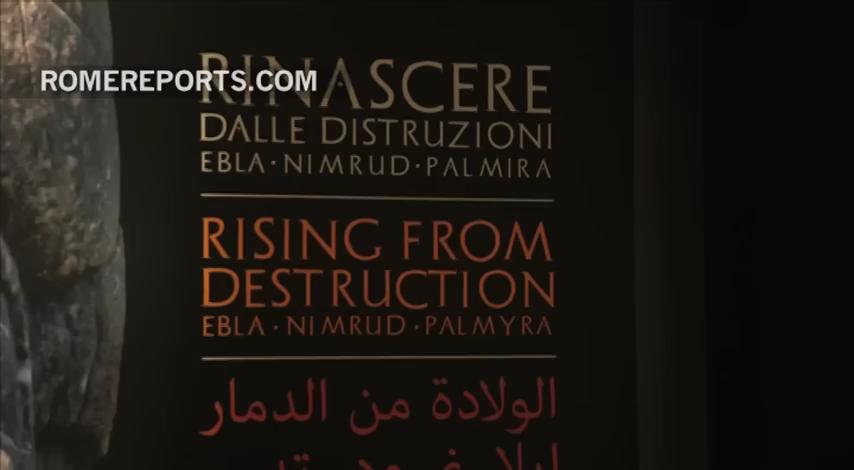 ROMEREPORTS.COM
RINASCERE
DALLE DISTRUZIONI
EBLA·NIMRUD·PALMIRA
RISING FROM
DESTRUCTION
EBLA·NIMRUD·PALMYRA
الولادة من الدمار